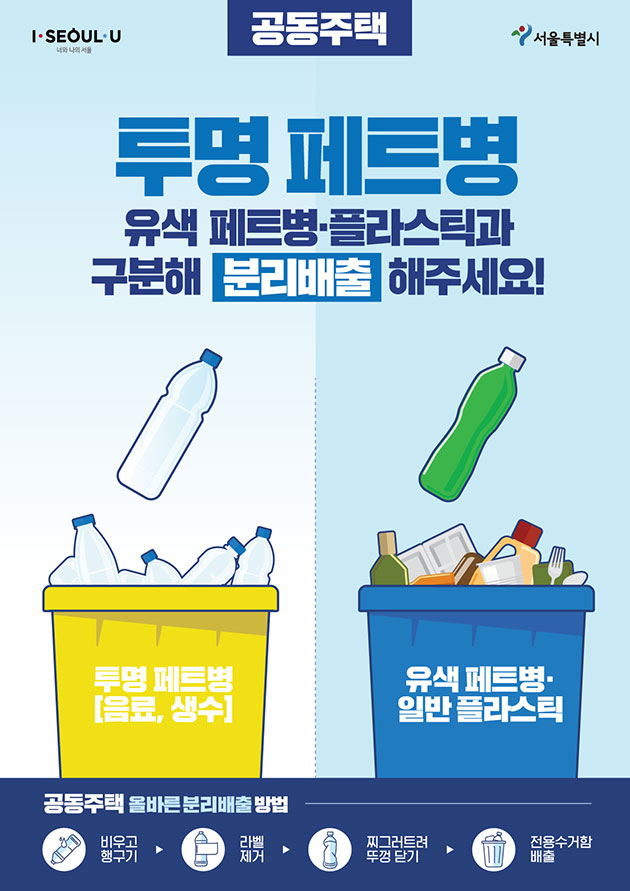 I·SEOUL·U
너와 나의 서울
공동주택
서울특별시
투명 페트병
유색 페트병·플라스틱과
구분해 분리배출 해주세요!
투명 페트병
[음료, 생수]
유색 페트병·
일반 플라스틱
공동주택 올바른 분리배출 방법
비우고
헹구기
라벨
제거
찌그러트려
뚜껑 닫기
전용수거함
배출